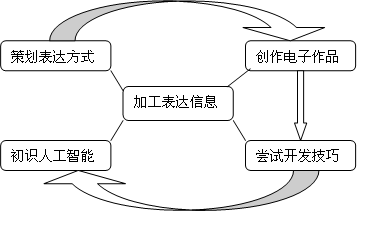 策划表达方式
创作电子作品
加工表达信息
初识人工智能
尝试开发技巧